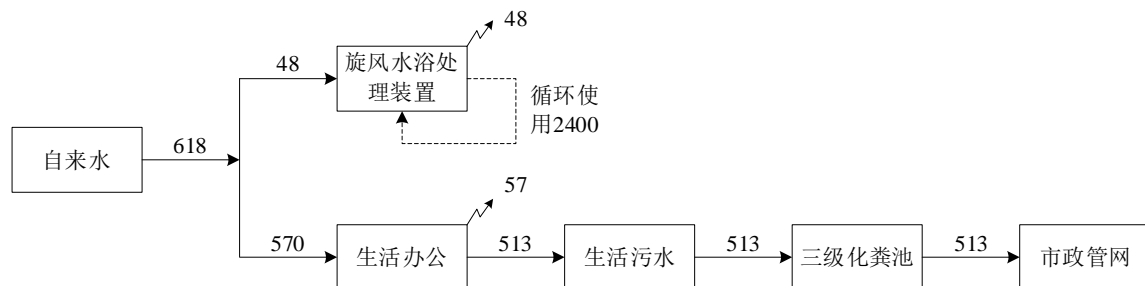 48
48
旋风水浴处
理装置
循环使
用2400
自来水
618
57
570
生活办公
513
生活污水
513
三级化粪池
513
市政管网